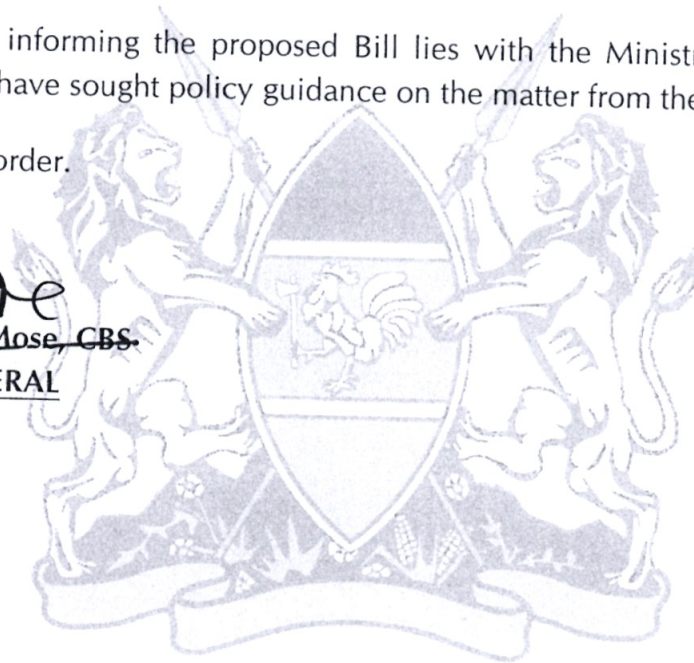 informing the proposed Bill lies with the Ministr
have sought policy guidance on the matter from the
order.
Mose, CBS.
ERAL